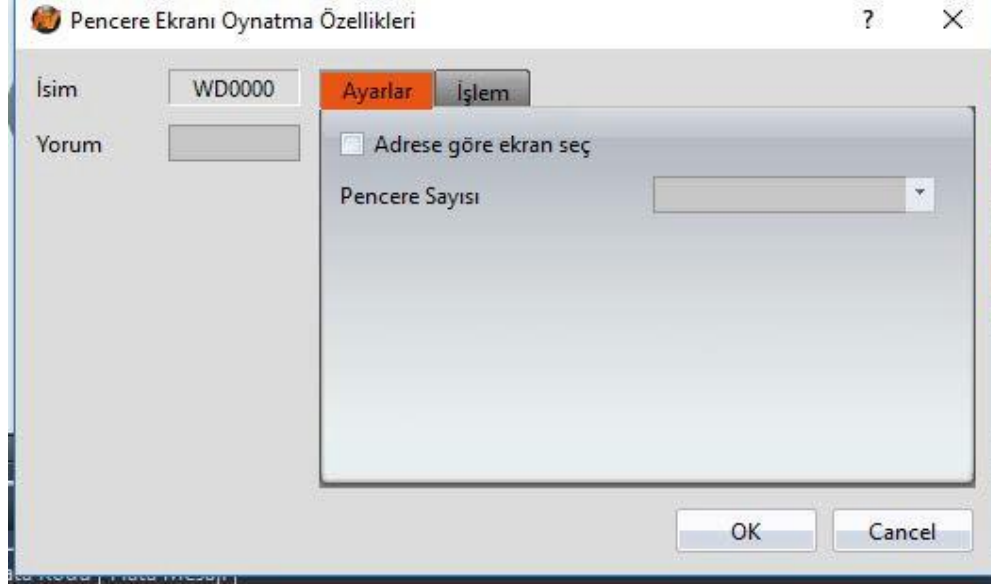 Pencere Ekranı Oynatma Özellikleri ?
İsim WD0000
Yorum
Ayarlar İşlem
Adrese göre ekran seç
Pencere Sayısı
OK Cancel